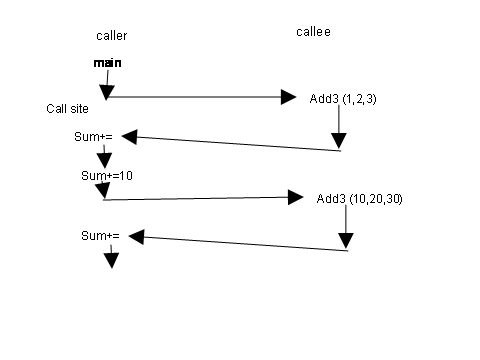 caller
callee
main
Add3 (1,2,3)
Call site
Sum+=
Sum+=10
Add3 (10,20,30)
Sum+=